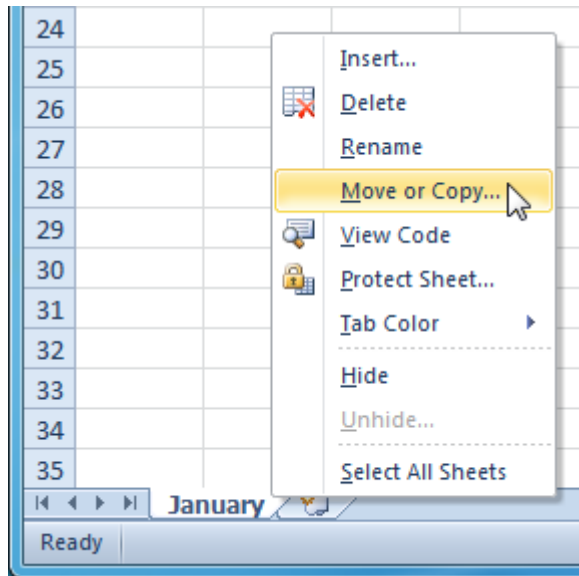 24
25
26
27
28
29
30
31
32
33
34
35
Insert...
Delete
Rename
Move or Copy...
View Code
Protect Sheet...
Tab Color
Hide
Unhide...
Select All Sheets
January
Ready